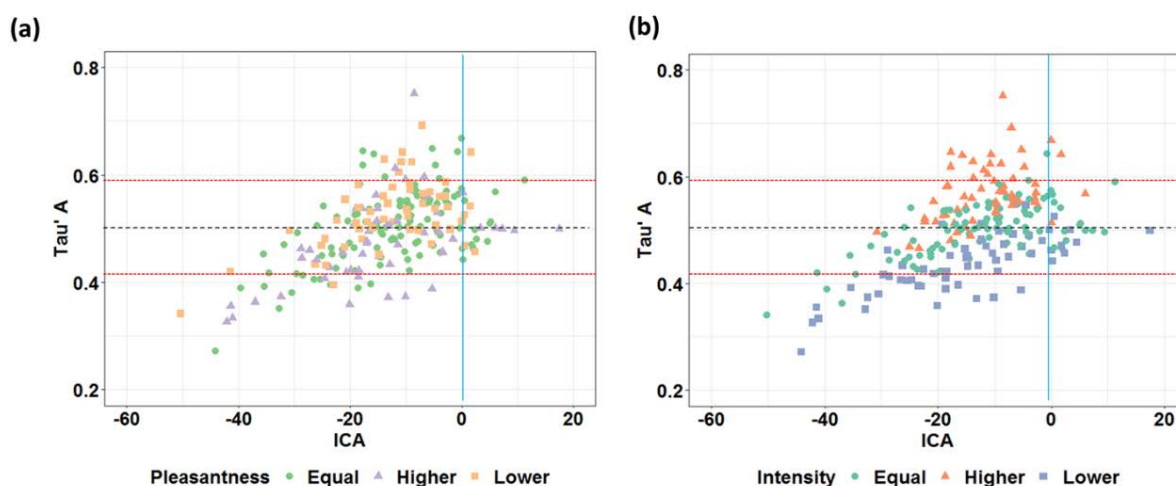 (a)
0.8
0.6
0.4
0.2
Tau' A
-60 -40 -20 0 20
ICA
Pleasantness Equal Higher Lower
(b)
0.8
0.6
0.4
0.2
Tau' A
-60 -40 -20 0 20
ICA
Intensity Equal Higher Lower